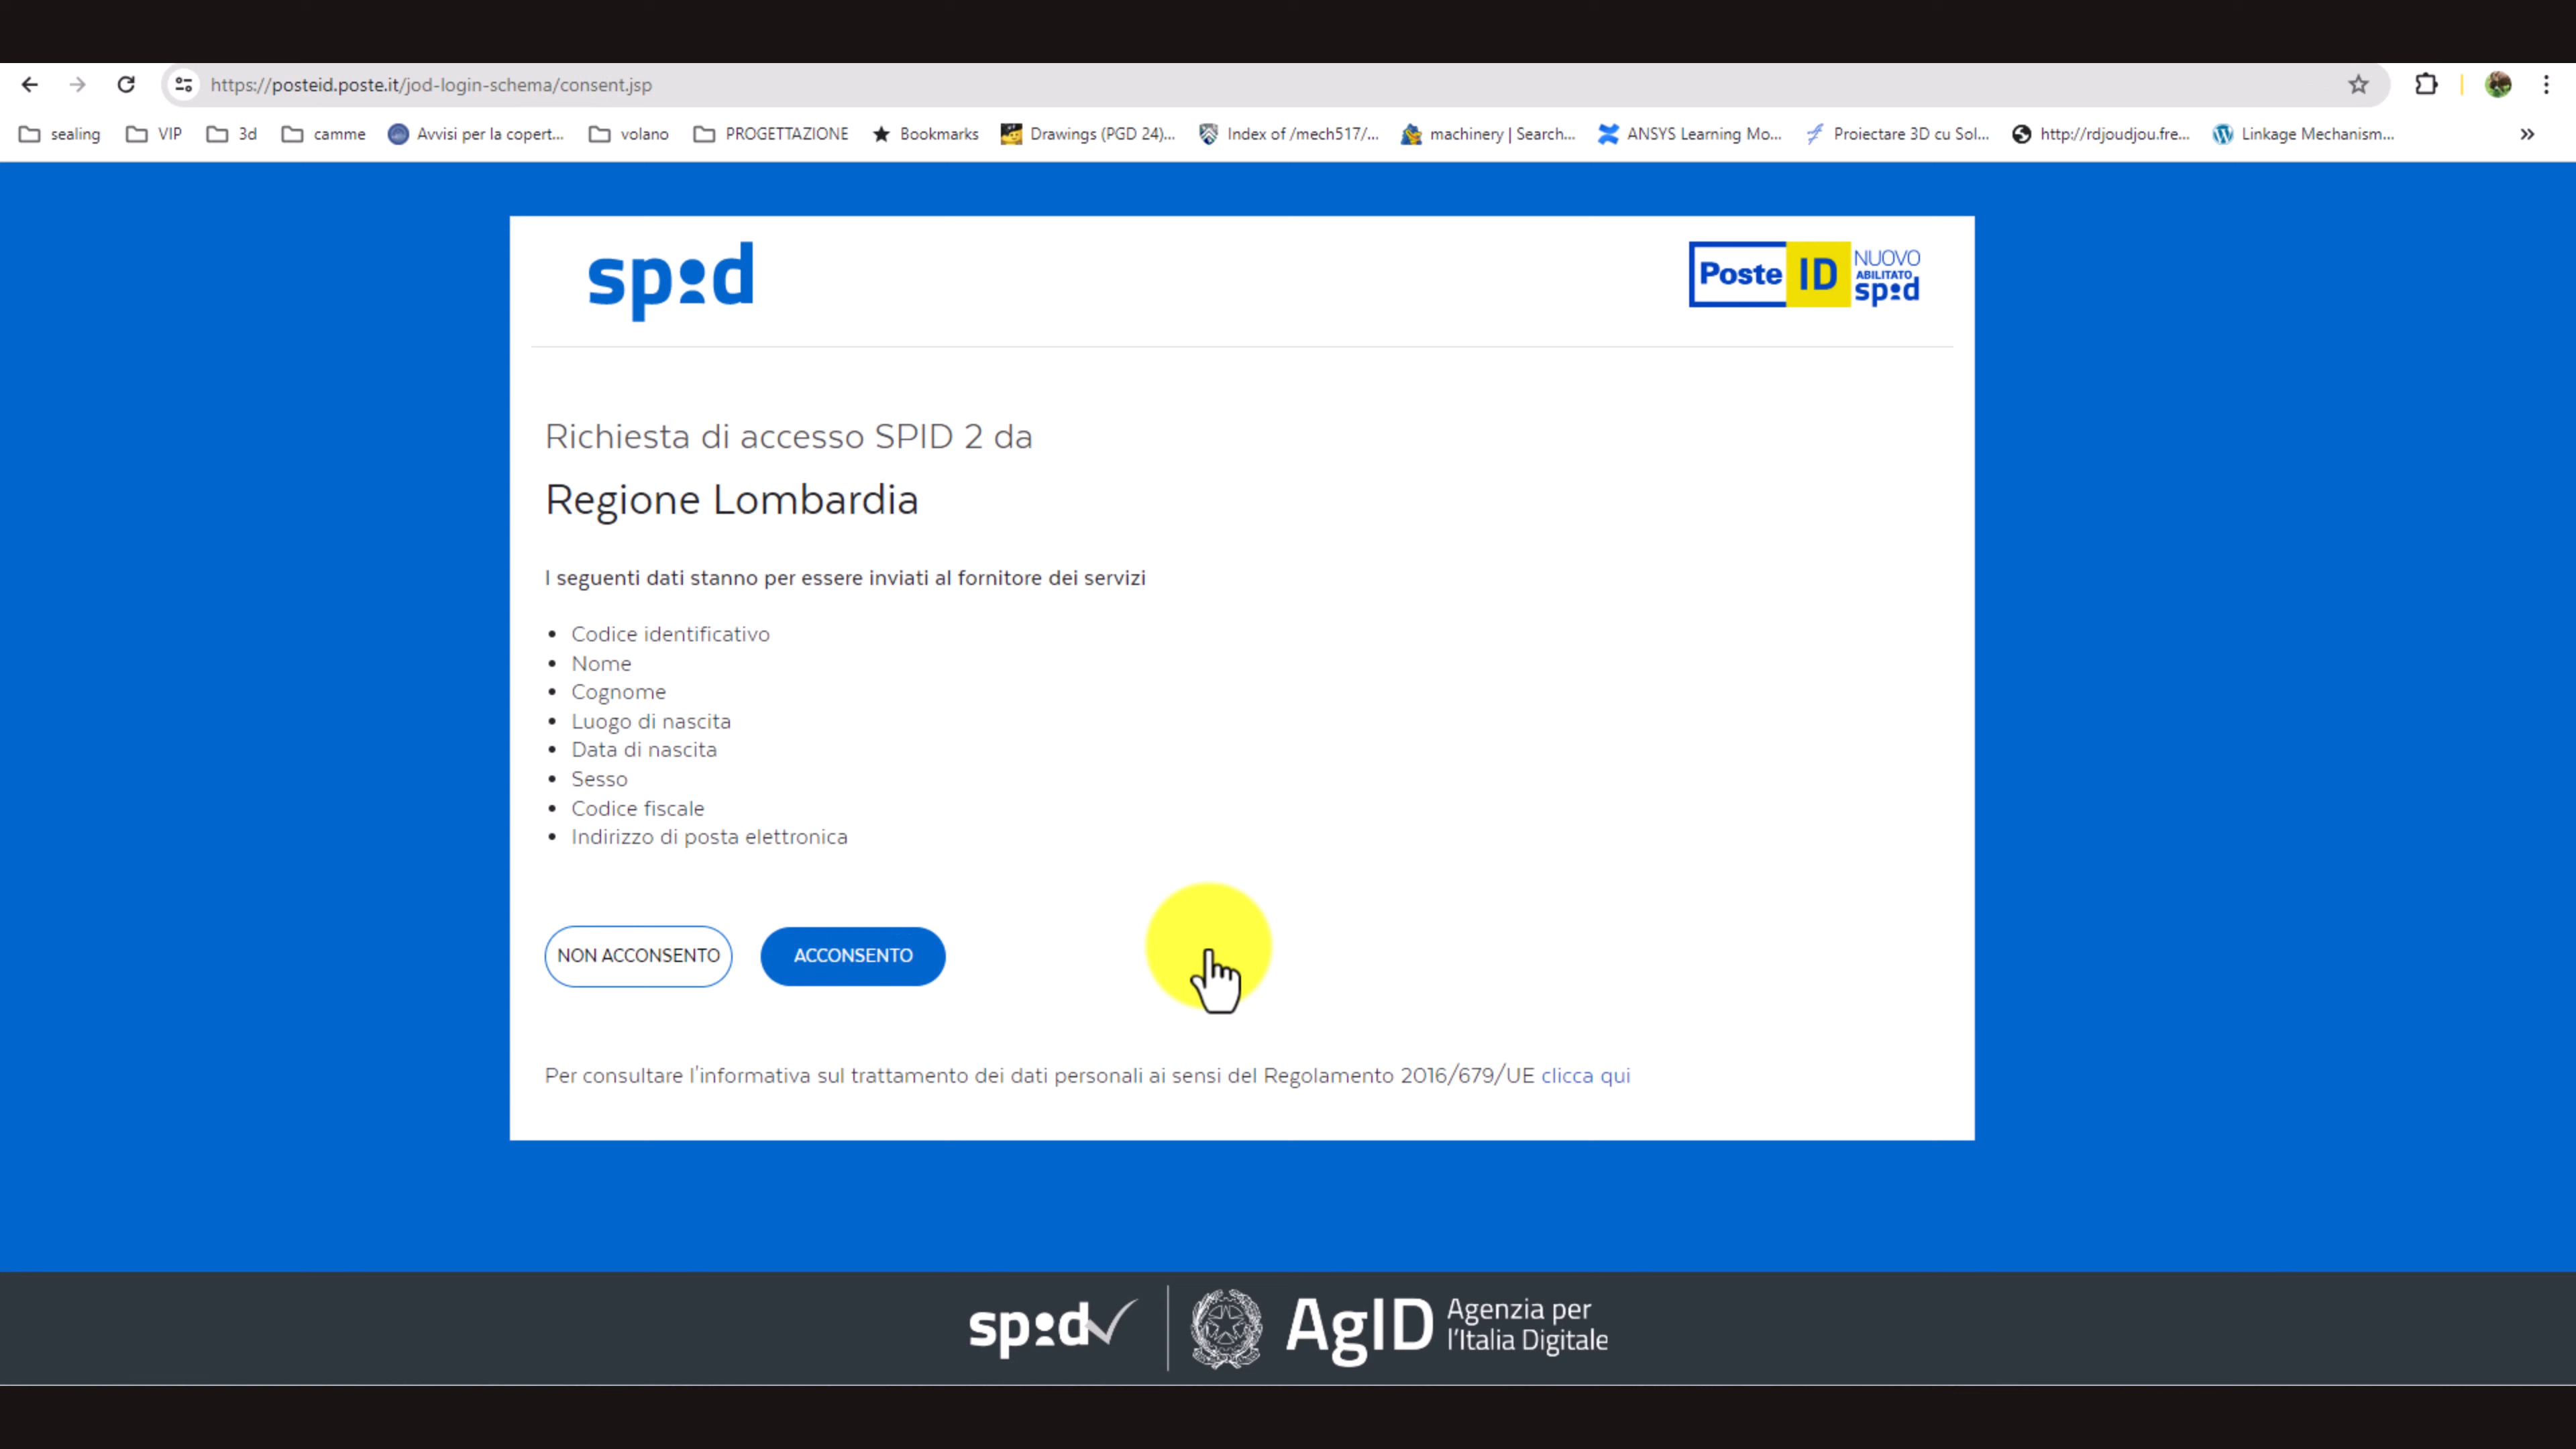 https://posteid.poste.it/jod-login-schema/consent.jsp
sealing VIP 3d camme Avvisi per la copert... volano PROGETTAZIONE Bookmarks Drawings (PGD 24)... Index of /mech517/... machinery | Search... ANSYS Learning Mo... Proiectare 3D cu Sol... http://rdjoudjou.fre... Linkage Mechanism... »
spid
Poste ID NUOVO
ABILITATO
spid
Richiesta di accesso SPID 2 da
Regione Lombardia
I seguenti dati stanno per essere inviati al fornitore dei servizi
• Codice identificativo
• Nome
• Cognome
• Luogo di nascita
• Data di nascita
• Sesso
• Codice fiscale
• Indirizzo di posta elettronica
NON ACCONSENTO ACCONSENTO
Per consultare l'informativa sul trattamento dei dati personali ai sensi del Regolamento 2016/679/UE clicca qui
spid AgID Agenzia per
l'Italia Digitale